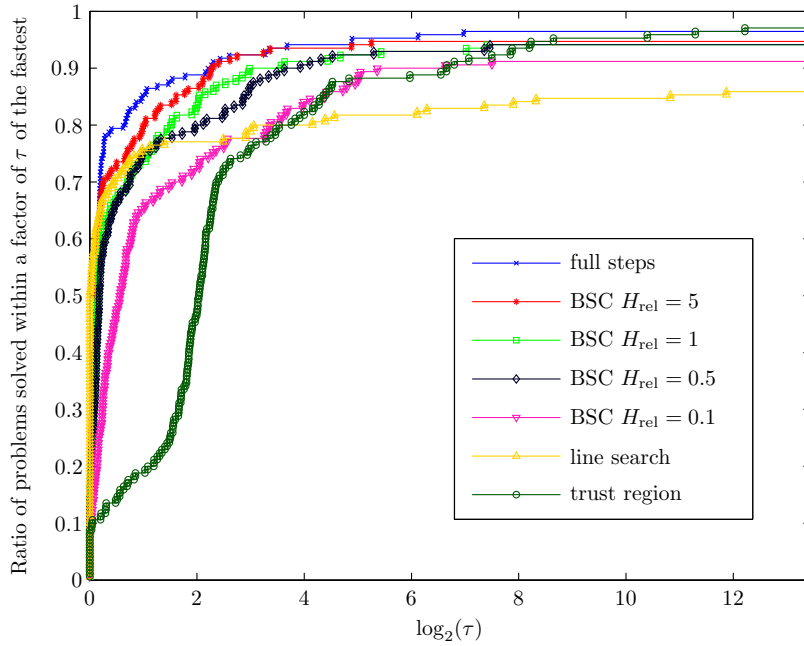 Ratio of problems solved within a factor of τ of the fastest
1
0.9
0.8
0.7
0.6
0.5
0.4
0.3
0.2
0.1
0
0 2 4 6 8 10 12
log₂(τ)
full steps
BSC H_rel = 5
BSC H_rel = 1
BSC H_rel = 0.5
BSC H_rel = 0.1
line search
trust region